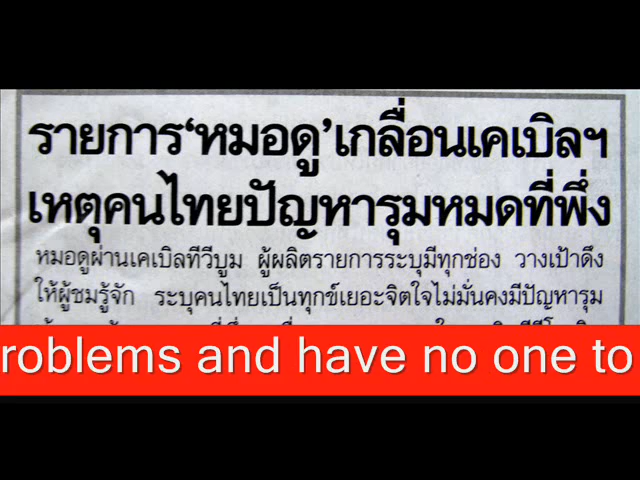 รายการ‘หมอดู’เกลื่อนเคเบิลฯ
เหตุคนไทยปัญหารุมหมดที่พึ่ง
หมอดูผ่านเคเบิลทีวีบูม ผู้ผลิตรายการระบุมีทุกช่อง วางเป้าดึง
ให้ผู้ชมรู้จัก ระบุคนไทยเป็นทุกข์เยอะจิตใจไม่มั่นคงมีปัญหารุม
roblems and have no one to